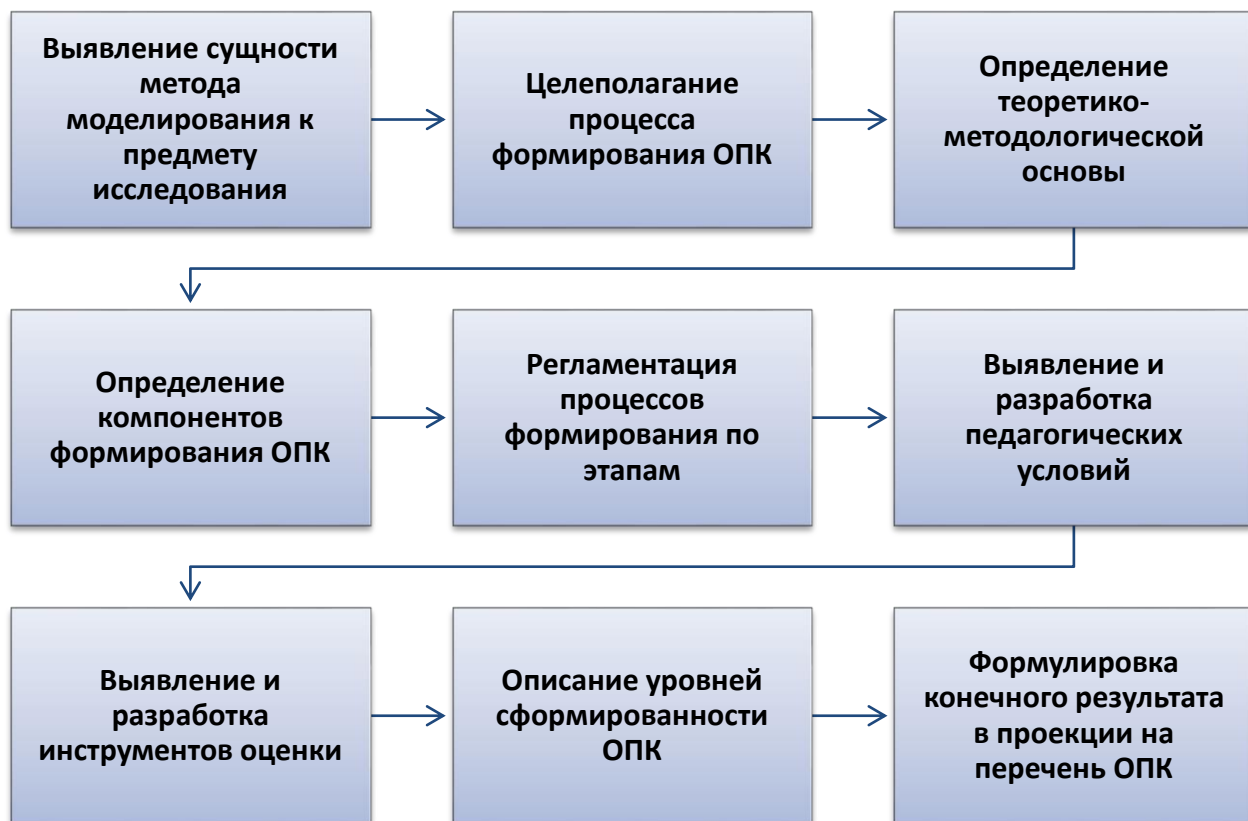 Выявление сущности
метода
моделирования к
предмету
исследования
Целеполагание
процесса
формирования ОПК
Определение
теоретико-
методологической
основы
Определение
компонентов
формирования ОПК
Регламентация
процессов
формирования по
этапам
Выявление и
разработка
педагогических
условий
Выявление и
разработка
инструментов оценки
Описание уровней
сформированности
ОПК
Формулировка
конечного результата
в проекции на
перечень ОПК